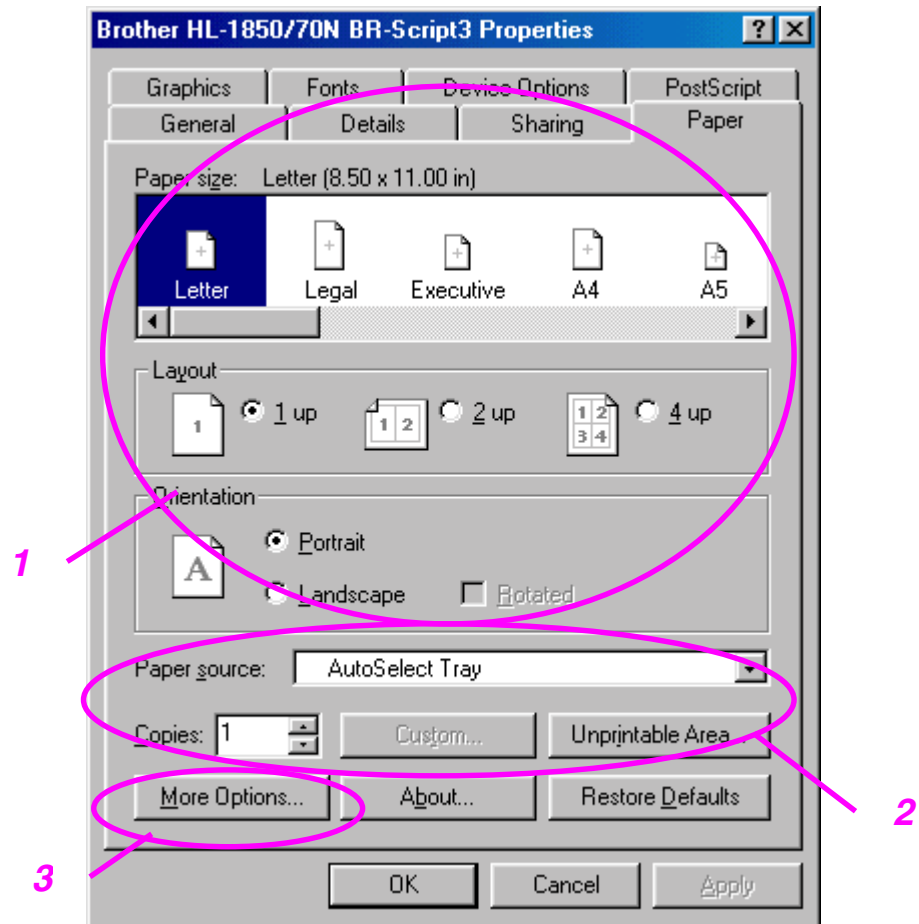 Brother HL-1850/70N BR-Script3 Properties
Graphics Fonts Device Options PostScript
General Details Sharing Paper
Paper size: Letter (8.50 x 11.00 in)
Letter Legal Executive A4 A5
Layout
1 1 up 1 2 2 up 1 2 3 4 4 up
Orientation
A Portrait
1
Landscape Rotated
Paper source: AutoSelect Tray
Copies: 1 Custom... Unprintable Area...
2
More Options... About... Restore Defaults
3
OK Cancel Apply